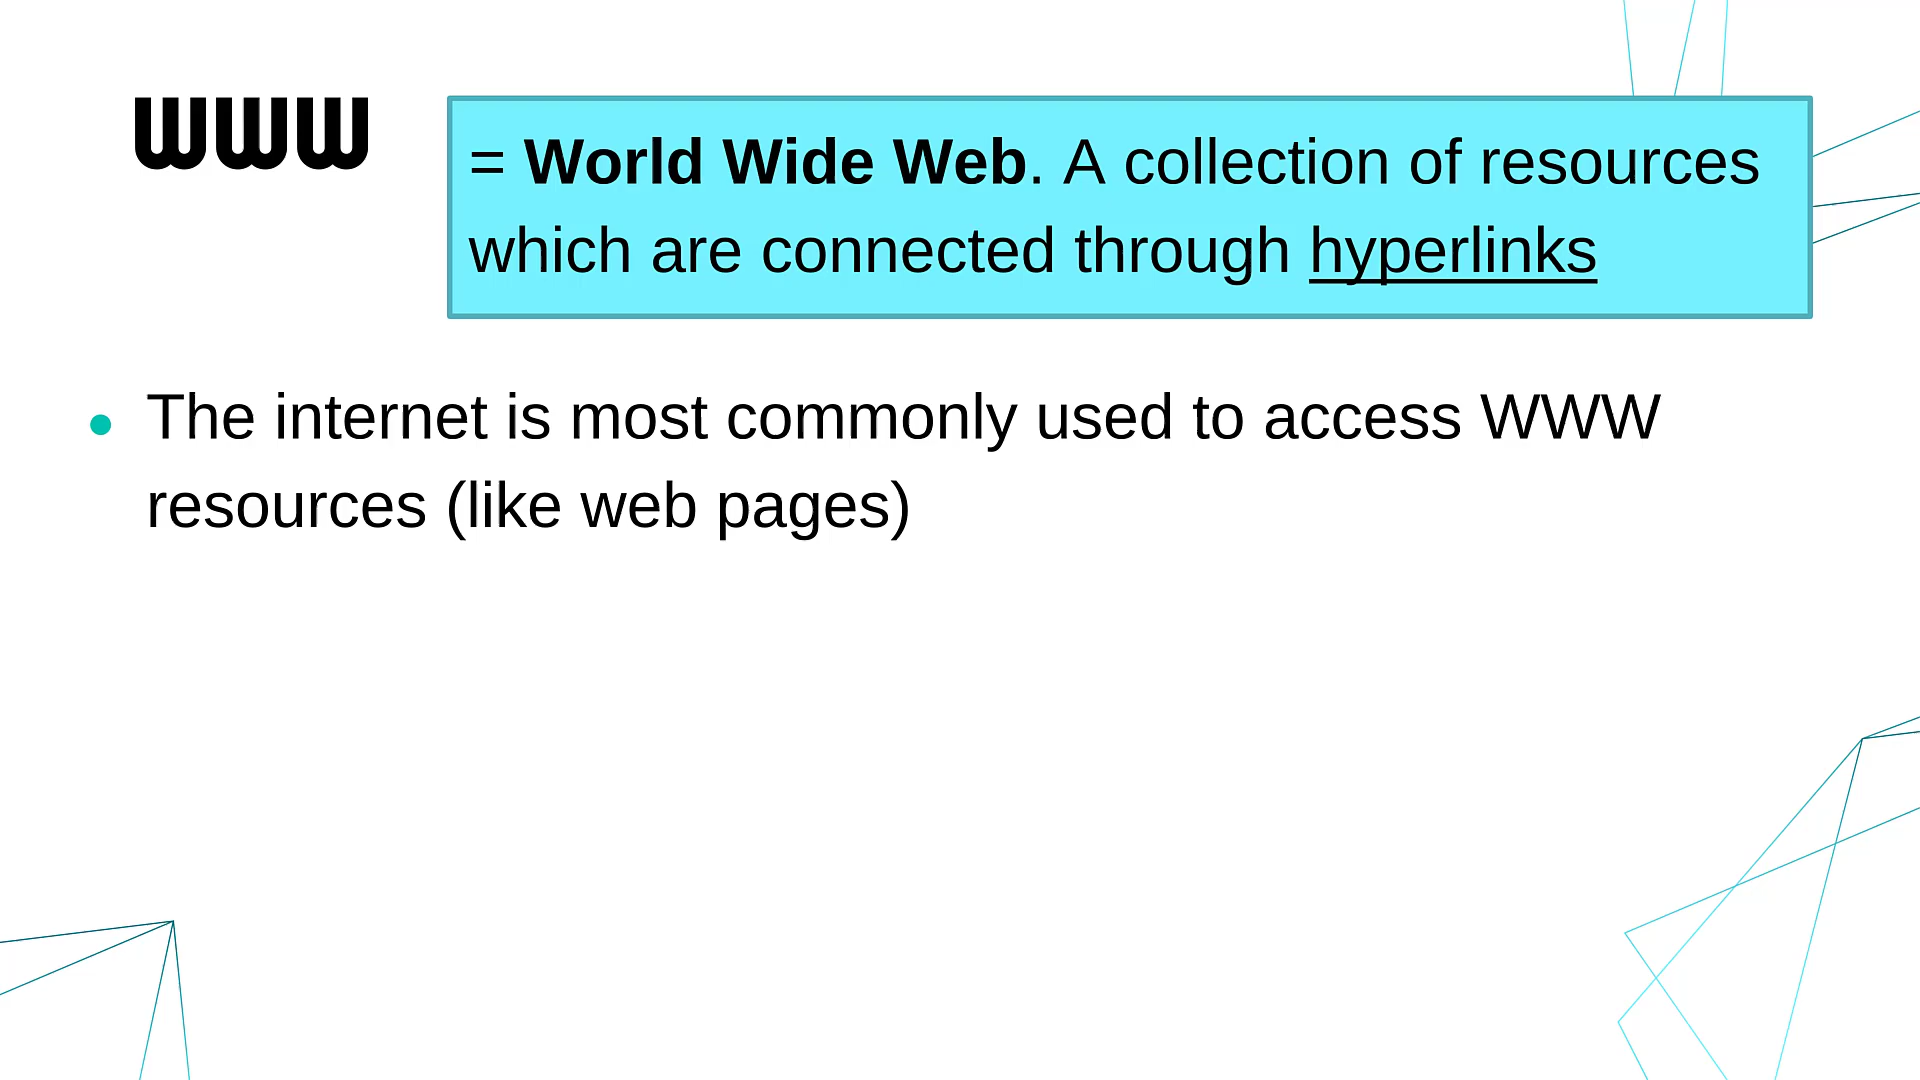 WWW
= World Wide Web. A collection of resources
which are connected through hyperlinks
• The internet is most commonly used to access WWW
resources (like web pages)